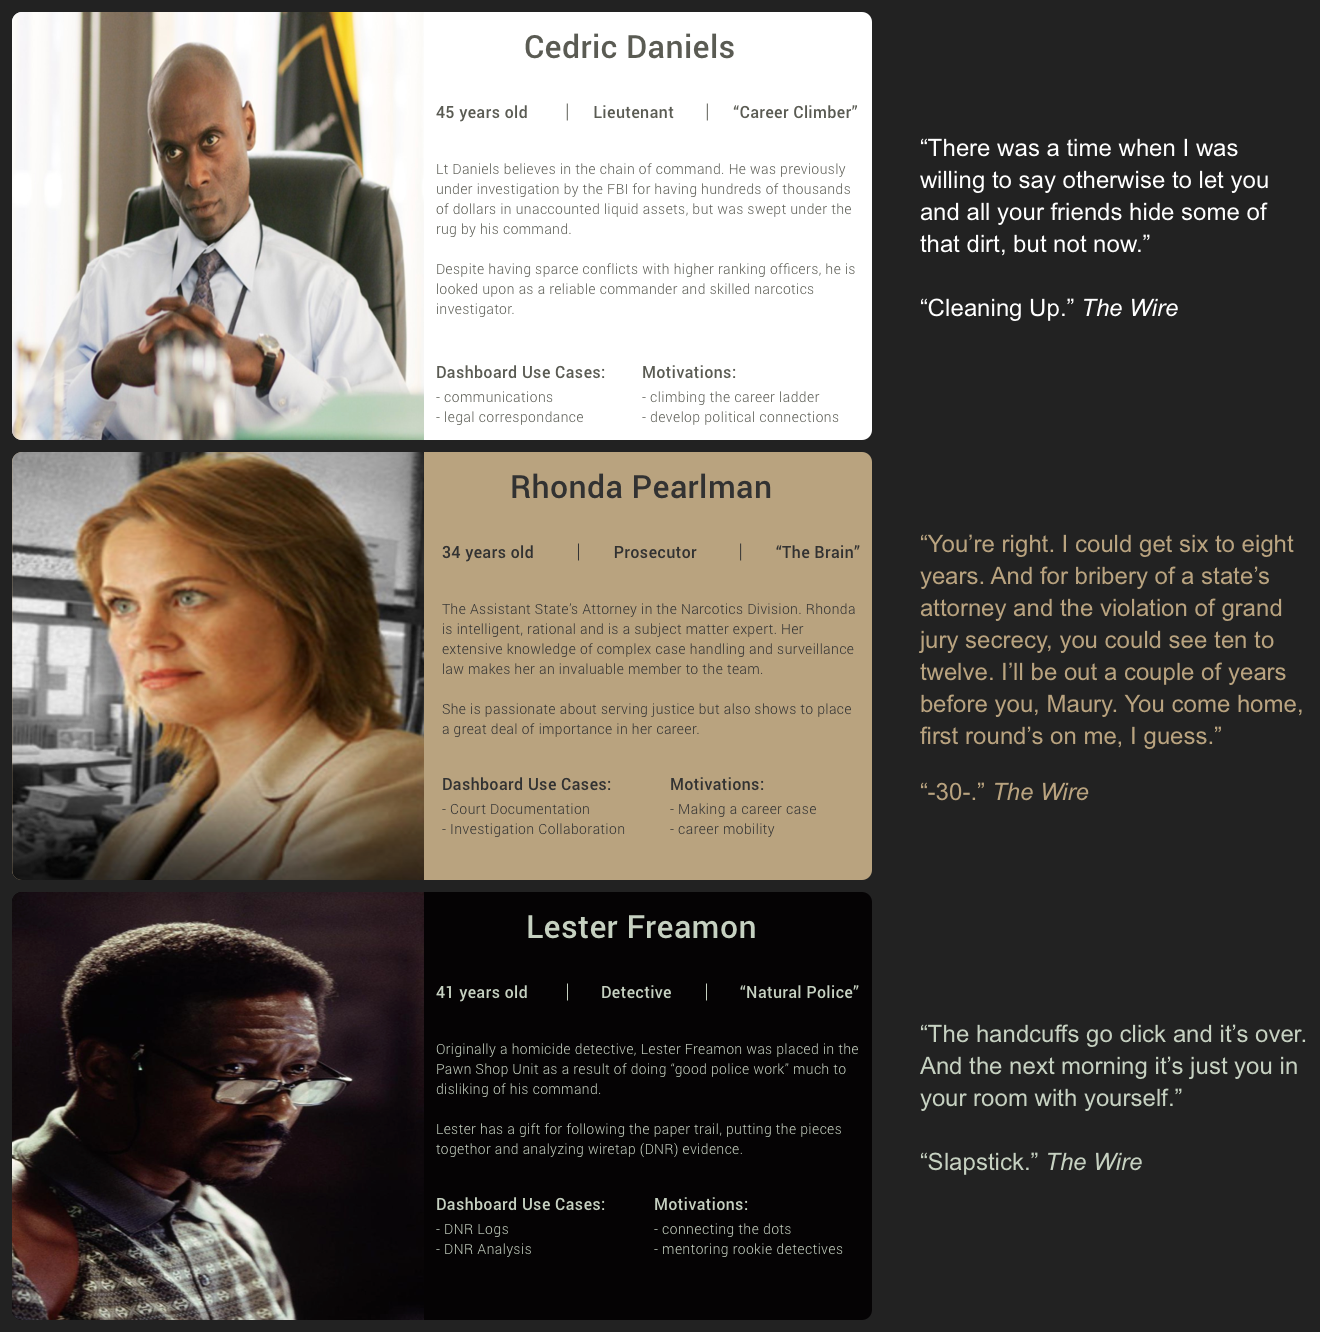 Cedric Daniels
45 years old | Lieutenant | “Career Climber”
Lt Daniels believes in the chain of command. He was previously
under investigation by the FBI for having hundreds of thousands
of dollars in unaccounted liquid assets, but was swept under the
rug by his command.
Despite having sparce conflicts with higher ranking officers, he is
looked upon as a reliable commander and skilled narcotics
investigator.
Dashboard Use Cases:
- communications
- legal correspondance
Motivations:
- climbing the career ladder
- develop political connections
“There was a time when I was
willing to say otherwise to let you
and all your friends hide some of
that dirt, but not now.”
“Cleaning Up.” The Wire
Rhonda Pearlman
34 years old | Prosecutor | “The Brain”
The Assistant State’s Attorney in the Narcotics Division. Rhonda
is intelligent, rational and is a subject matter expert. Her
extensive knowledge of complex case handling and surveillance
law makes her an invaluable member to the team.
She is passionate about serving justice but also shows to place
a great deal of importance in her career.
Dashboard Use Cases:
- Court Documentation
- Investigation Collaboration
Motivations:
- Making a career case
- career mobility
“You’re right. I could get six to eight
years. And for bribery of a state’s
attorney and the violation of grand
jury secrecy, you could see ten to
twelve. I’ll be out a couple of years
before you, Maury. You come home,
first round’s on me, I guess.”
“-30-.” The Wire
Lester Freamon
41 years old | Detective | “Natural Police”
Originally a homicide detective, Lester Freamon was placed in the
Pawn Shop Unit as a result of doing “good police work” much to
disliking of his command.
Lester has a gift for following the paper trail, putting the pieces
togethor and analyzing wiretap (DNR) evidence.
Dashboard Use Cases:
- DNR Logs
- DNR Analysis
Motivations:
- connecting the dots
- mentoring rookie detectives
“The handcuffs go click and it’s over.
And the next morning it’s just you in
your room with yourself.”
“Slapstick.” The Wire